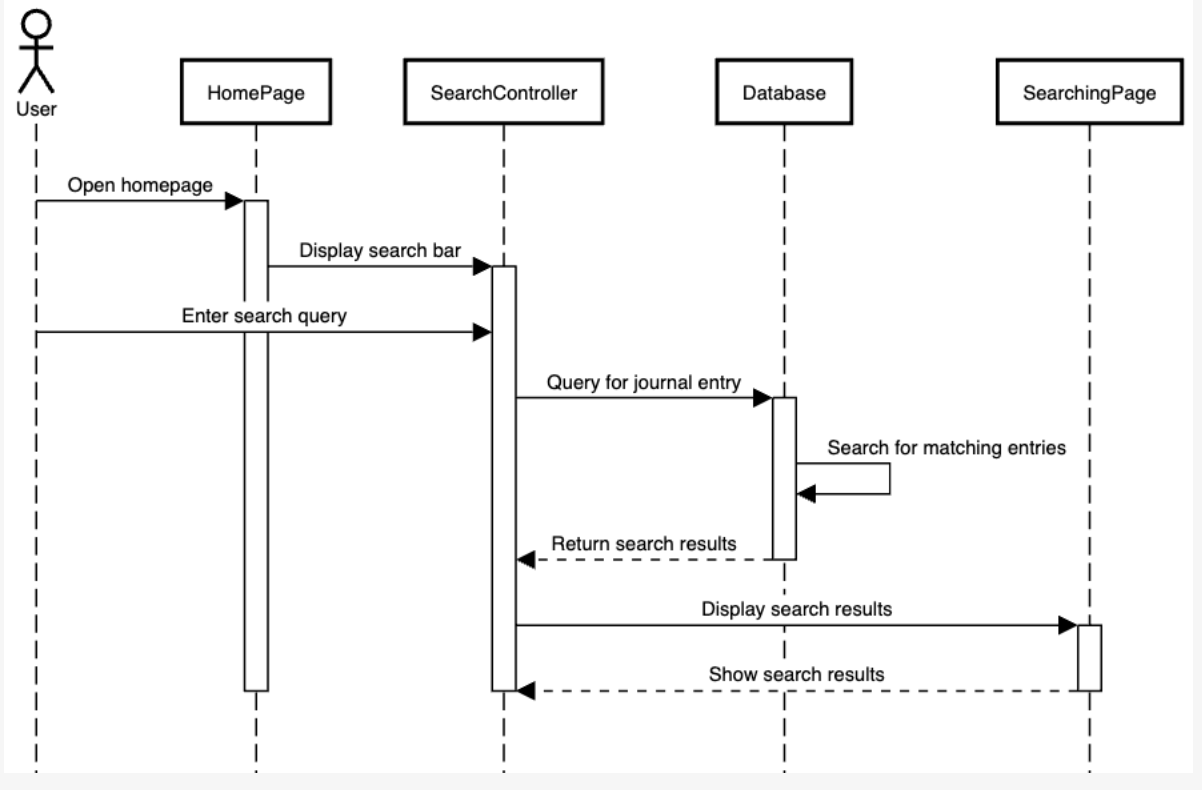 User
HomePage
SearchController
Database
SearchingPage
Open homepage
Display search bar
Enter search query
Query for journal entry
Search for matching entries
Return search results
Display search results
Show search results